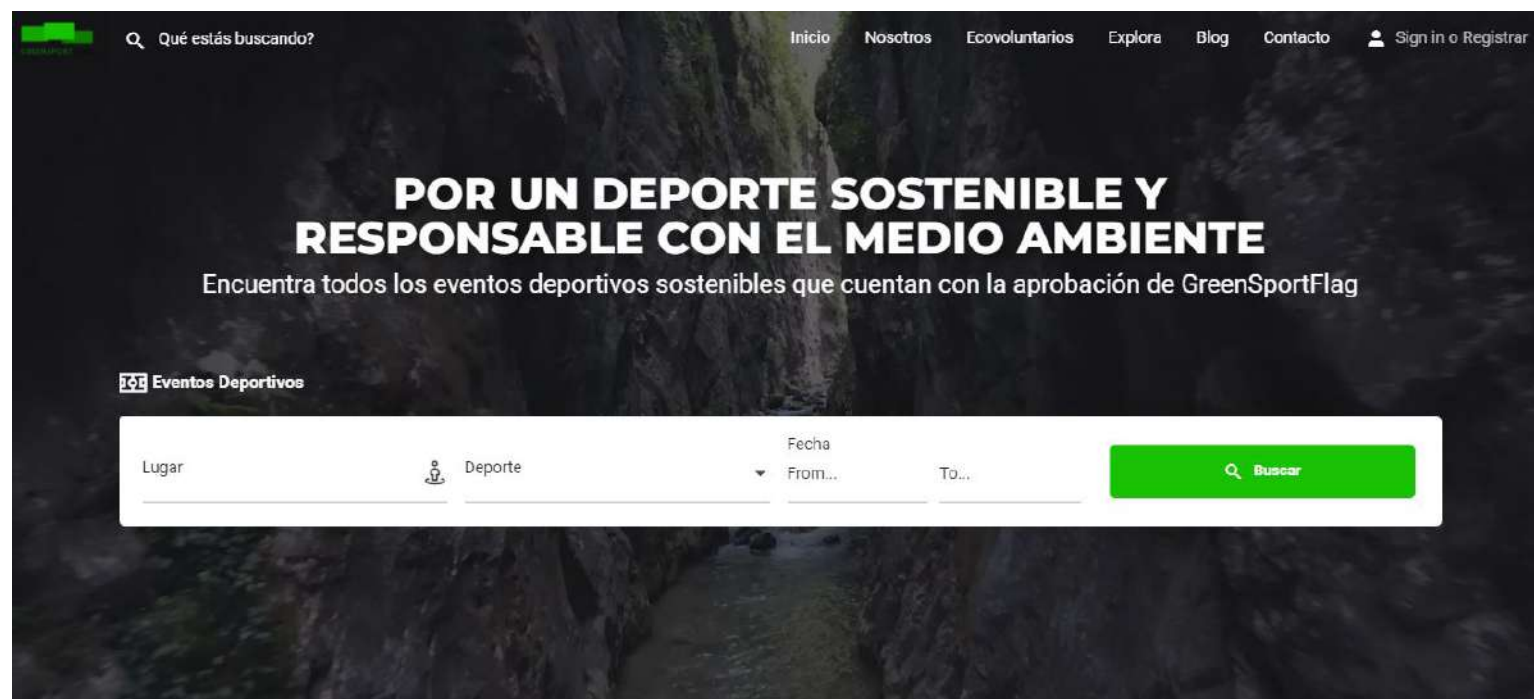 Qué estás buscando?
Inicio Nosotros Ecovoluntarios Explora Blog Contacto Sign in o Registrar
POR UN DEPORTE SOSTENIBLE Y
RESPONSABLE CON EL MEDIO AMBIENTE
Encuentra todos los eventos deportivos sostenibles que cuentan con la aprobación de GreenSportFlag
Eventos Deportivos
Lugar
Deporte
Fecha
From...
To...
Buscar